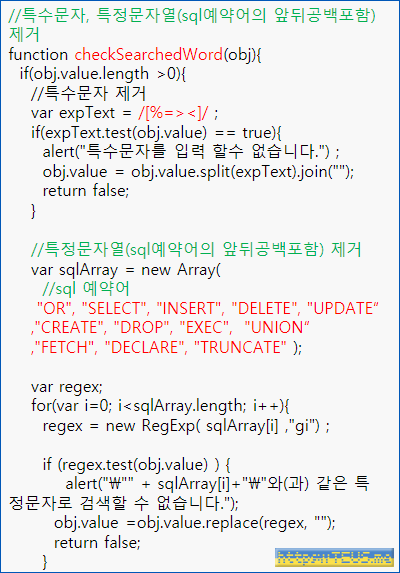 //특수문자, 특정문자열(sql예약어의 앞뒤공백포함)
제거
function checkSearchedWord(obj){
if(obj.value.length >0){
//특수문자 제거
var expText = /[%=><]/ ;
if(expText.test(obj.value) == true){
alert("특수문자를 입력 할수 없습니다.") ;
obj.value = obj.value.split(expText).join("");
return false;
}
//특정문자열(sql예약어의 앞뒤공백포함) 제거
var sqlArray = new Array(
//sql 예약어
"OR", "SELECT", "INSERT", "DELETE", "UPDATE“
,"CREATE", "DROP", "EXEC", "UNION“
,"FETCH", "DECLARE", "TRUNCATE" );
var regex;
for(var i=0; i<sqlArray.length; i++){
regex = new RegExp( sqlArray[i] ,"gi") ;
if (regex.test(obj.value) ) {
alert("₩"" + sqlArray[i]+"₩"와(과) 같은 특
정문자로 검색할 수 없습니다.");
obj.value =obj.value.replace(regex, "");
return false;
}
http://TEUS.me